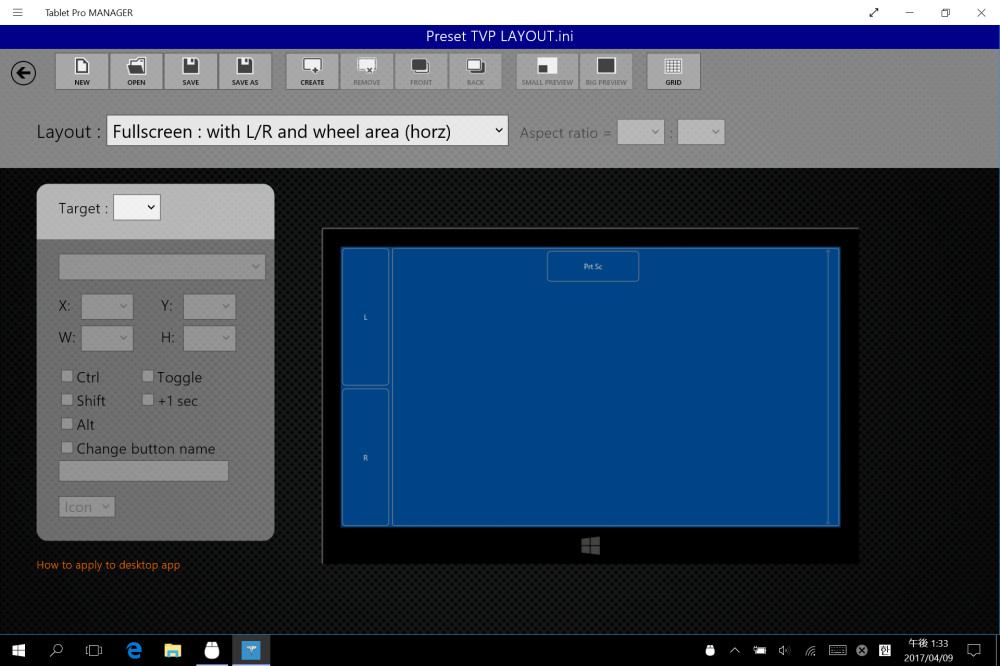 Tablet Pro MANAGER
Preset TVP LAYOUT.ini
NEW OPEN SAVE SAVE AS CREATE REMOVE FRONT BACK SMALL PREVIEW BIG PREVIEW GRID
Layout : Fullscreen : with L/R and wheel area (horz) Aspect ratio = :
Target :
X: Y:
W: H:
Ctrl Toggle
Shift +1 sec
Alt
Change button name
Icon
How to apply to desktop app
Prt Sc
L
R
한
午後 1:33
2017/04/09